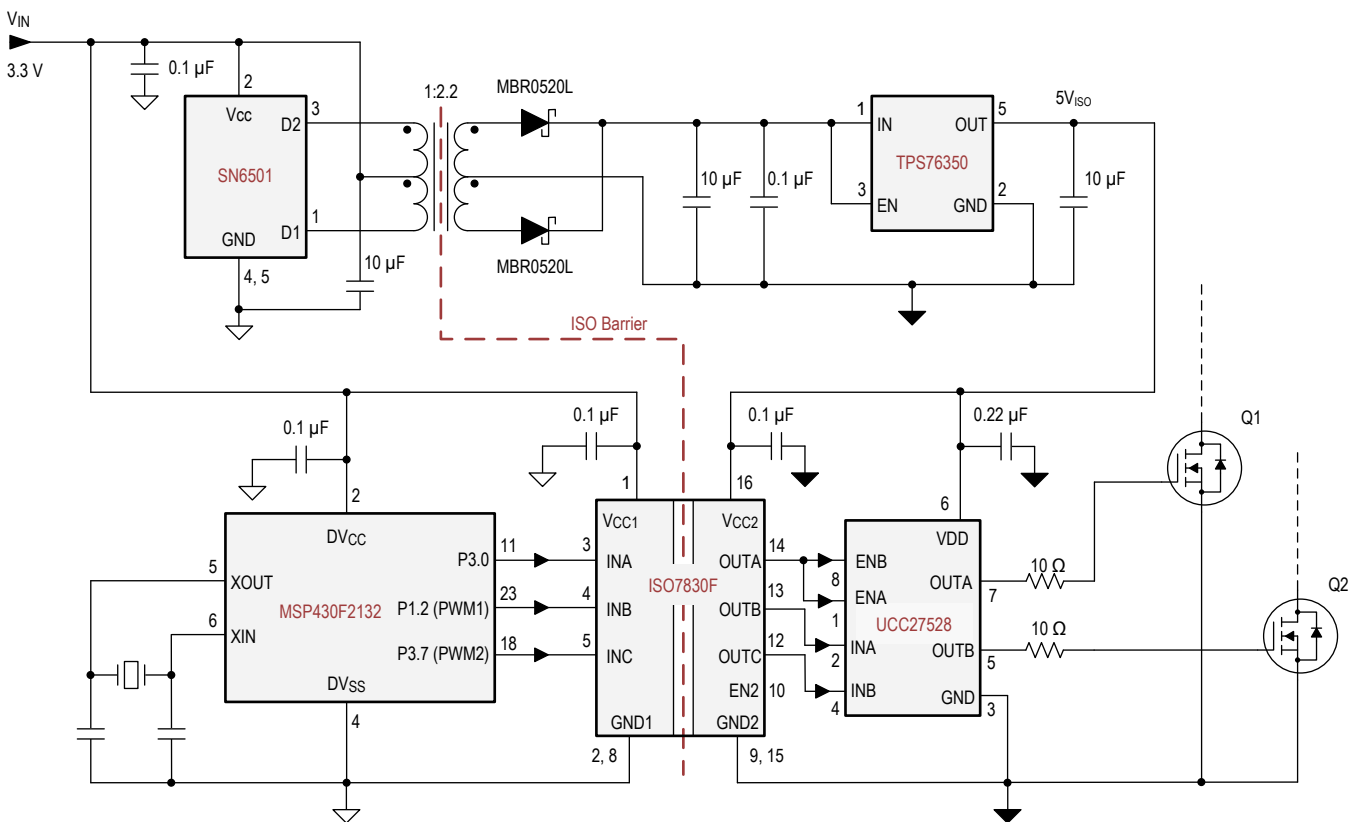 VIN
3.3 V
0.1 µF
2
Vcc
3
D2
SN6501
D1
1
GND
4, 5
10 µF
1:2.2
MBR0520L
MBR0520L
10 µF
0.1 µF
1
IN
OUT
5
TPS76350
3
EN
GND
2
5VISO
10 µF
ISO Barrier
0.1 µF
2
DVCC
5
XOUT
MSP430F2132
6
XIN
P3.0
11
P1.2 (PWM1)
23
P3.7 (PWM2)
18
DVSS
4
0.1 µF
1
VCC1
3
INA
4
INB
5
INC
GND1
2, 8
ISO7830F
0.1 µF
16
VCC2
OUTA
14
OUTB
13
OUTC
12
EN2
10
GND2
9, 15
0.22 µF
6
VDD
ENB
8
ENA
1
UCC27528
INA
2
INB
4
OUTA
7
OUTB
5
GND
3
10 Ω
10 Ω
Q1
Q2